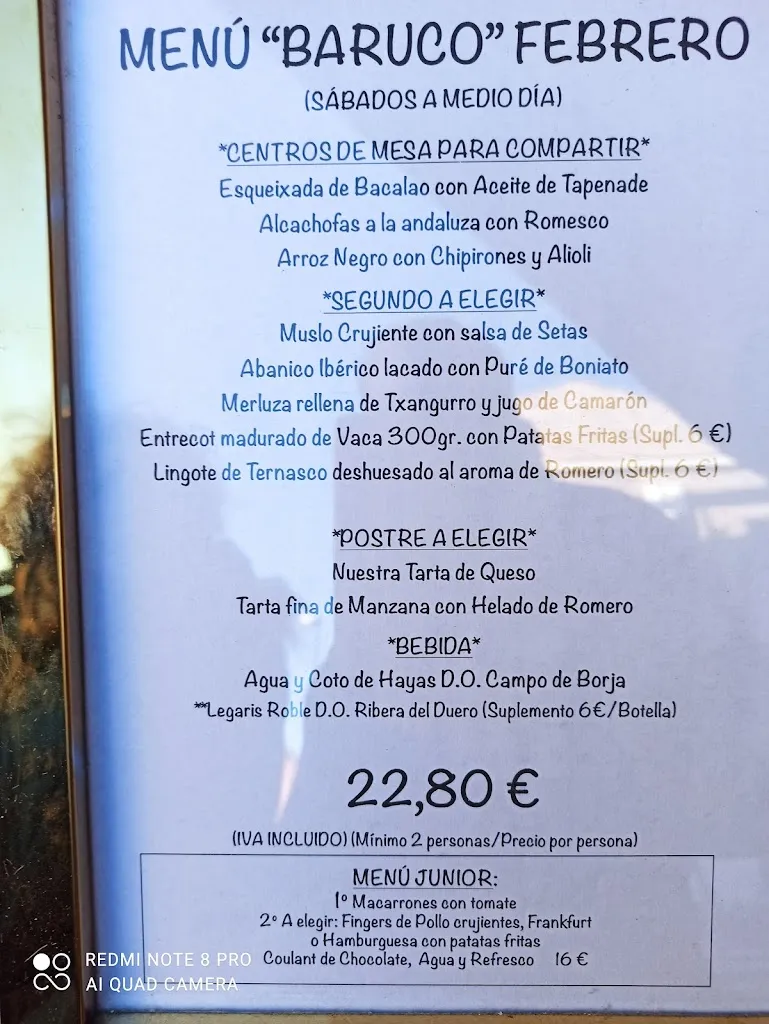 MENÚ "BARUCO" FEBRERO
(SÁBADOS A MEDIO DÍA)
*CENTROS DE MESA PARA COMPARTIR*
Esqueixada de Bacalao con Aceite de Tapenade
Alcachofas a la andaluza con Romesco
Arroz Negro con Chipirones y Alioli
*SEGUNDO A ELEGIR*
Muslo Crujiente con salsa de Setas
Abanico Ibérico lacado con Puré de Boniato
Merluza rellena de Txangurro y jugo de Camarón
Entrecot madurado de Vaca 300gr. con Patatas Fritas (Supl. 6 €)
Lingote de Ternasco deshuesado al aroma de Romero (Supl. 6 €)
*POSTRE A ELEGIR*
Nuestra Tarta de Queso
Tarta fina de Manzana con Helado de Romero
*BEBIDA*
Agua y Coto de Hayas D.O. Campo de Borja
**Legaris Roble D.O. Ribera del Duero (Suplemento 6€/Botella)
22,80 €
(IVA INCLUIDO) (Mínimo 2 personas/Precio por persona)
MENÚ JUNIOR:
1º Macarrones con tomate
2º A elegir: Fingers de Pollo crujientes, Frankfurt
o Hamburguesa con patatas fritas
Coulant de Chocolate, Agua y Refresco 16 €
REDMI NOTE 8 PRO
AI QUAD CAMERA